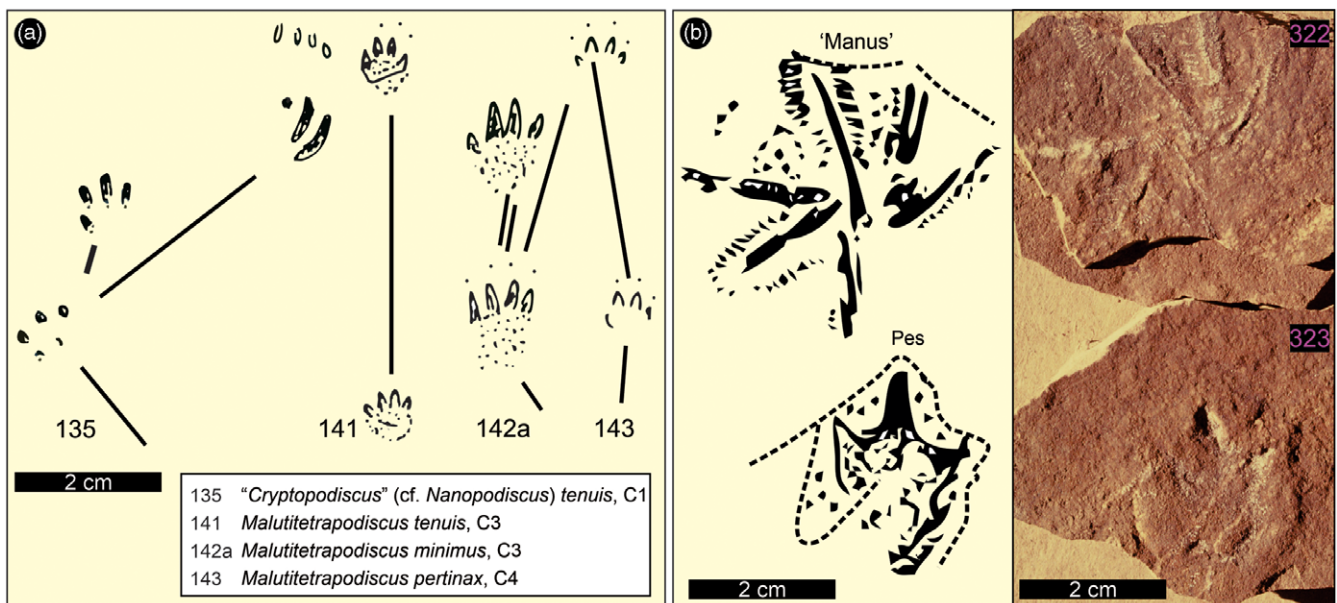 (a)
135
141
142a
143
2 cm
135 "Cryptopodiscus" (cf. Nanopodiscus) tenuis, C1
141 Malutitetrapodiscus tenuis, C3
142a Malutitetrapodiscus minimus, C3
143 Malutitetrapodiscus pertinax, C4
(b)
'Manus'
Pes
2 cm
322
323
2 cm